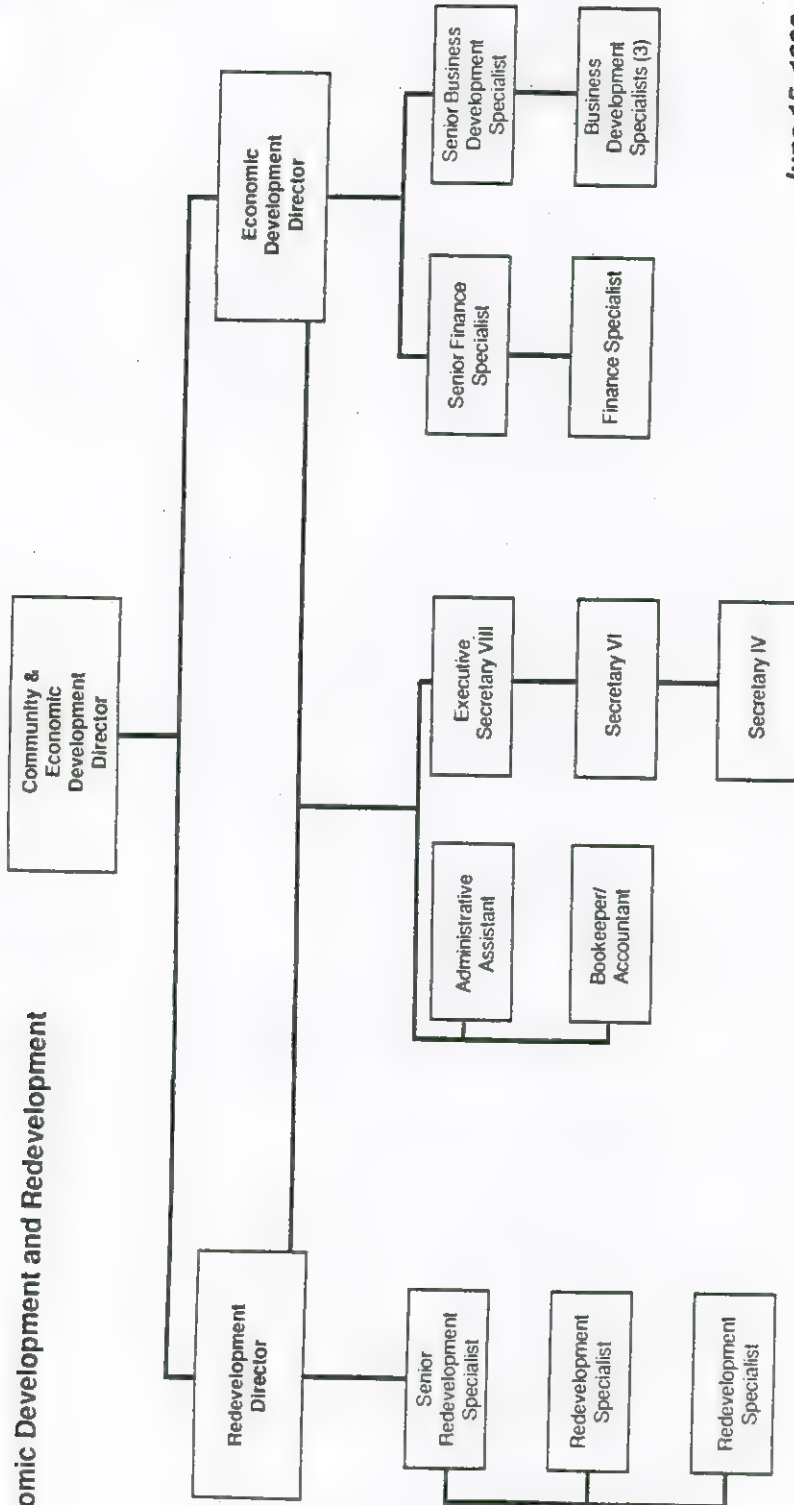 Development and Redevelopment
Community &
Economic
Development
Director
Redevelopment
Director
Economic
Development
Director
Senior
Redevelopment
Specialist
Redevelopment
Specialist
Redevelopment
Specialist
Administrative
Assistant
Bookkeeper/
Accountant
Executive
Secretary VIII
Secretary VI
Secretary IV
Senior Finance
Specialist
Finance Specialist
Senior Business
Development
Specialist
Business
Development
Specialists (3)